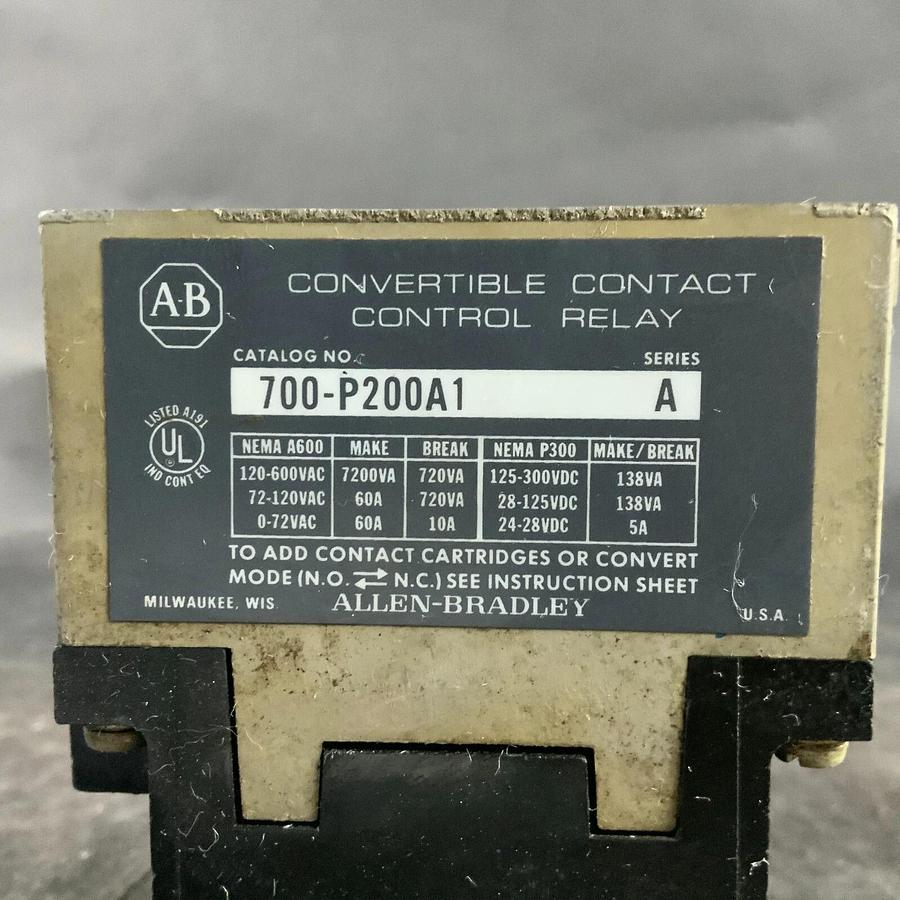 A-B
CONVERTIBLE CONTACT
CONTROL RELAY
CATALOG NO. SERIES
700-P200A1 A
LISTED A191
UL
®
IND CONT EQ
NEMA A600 MAKE BREAK NEMA P300 MAKE/BREAK
120-600VAC 7200VA 720VA 125-300VDC 138VA
72-120VAC 60A 720VA 28-125VDC 138VA
0-72VAC 60A 10A 24-28VDC 5A
TO ADD CONTACT CARTRIDGES OR CONVERT
MODE (N.O. ⇄ N.C.) SEE INSTRUCTION SHEET
MILWAUKEE, WIS. ALLEN-BRADLEY U.S.A.